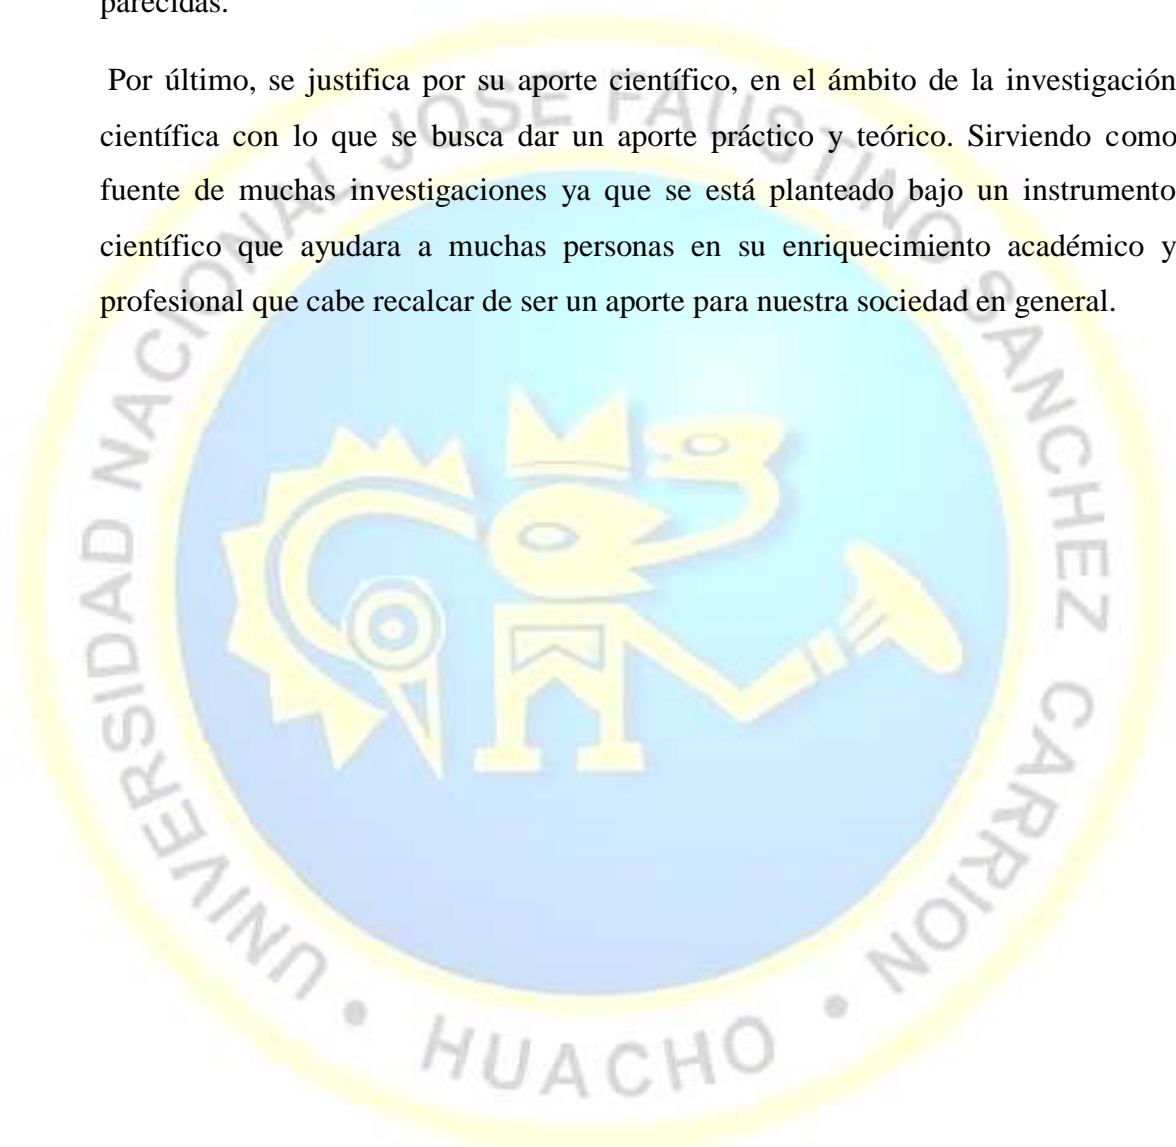 parecidas.
Por último, se justifica por su aporte científico, en el ámbito de la investigación
científica con lo que se busca dar un aporte práctico y teórico. Sirviendo como
fuente de muchas investigaciones ya que se está planteado bajo un instrumento
científico que ayudara a muchas personas en su enriquecimiento académico y
profesional que cabe recalcar de ser un aporte para nuestra sociedad en general.
UNIVERSIDAD NACIONAL JOSE FAUSTINO SANCHEZ CARRION • HUACHO •